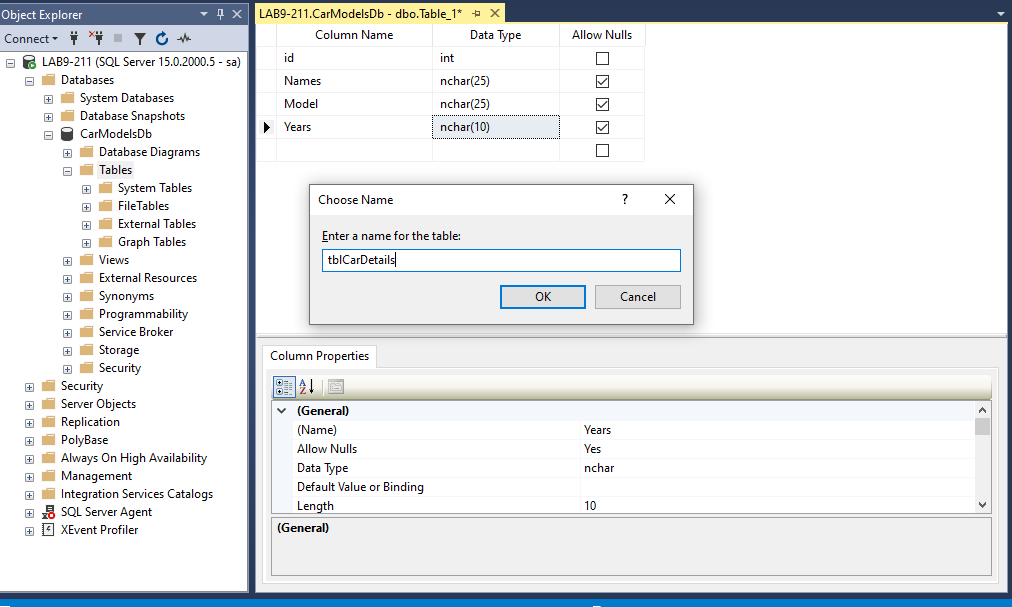 Object Explorer
Connect
LAB9-211 (SQL Server 15.0.2000.5 - sa)
Databases
System Databases
Database Snapshots
CarModelsDb
Database Diagrams
Tables
System Tables
FileTables
External Tables
Graph Tables
Views
External Resources
Synonyms
Programmability
Service Broker
Storage
Security
Security
Server Objects
Replication
PolyBase
Always On High Availability
Management
Integration Services Catalogs
SQL Server Agent
XEvent Profiler
LAB9-211.CarModelsDb - dbo.Table_1*
Column Name Data Type Allow Nulls
id int
Names nchar(25)
Model nchar(25)
Years nchar(10)
Choose Name ?
Enter a name for the table:
tblCarDetails
OK Cancel
Column Properties
(General)
(Name) Years
Allow Nulls Yes
Data Type nchar
Default Value or Binding
Length 10
(General)